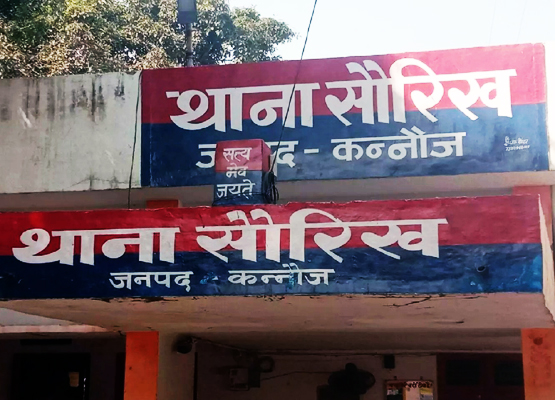 थाना सौरिख
जनपद - कन्नौज
सत्य
मेव
जयते
थाना सौरिख
जनपद - कन्नौज